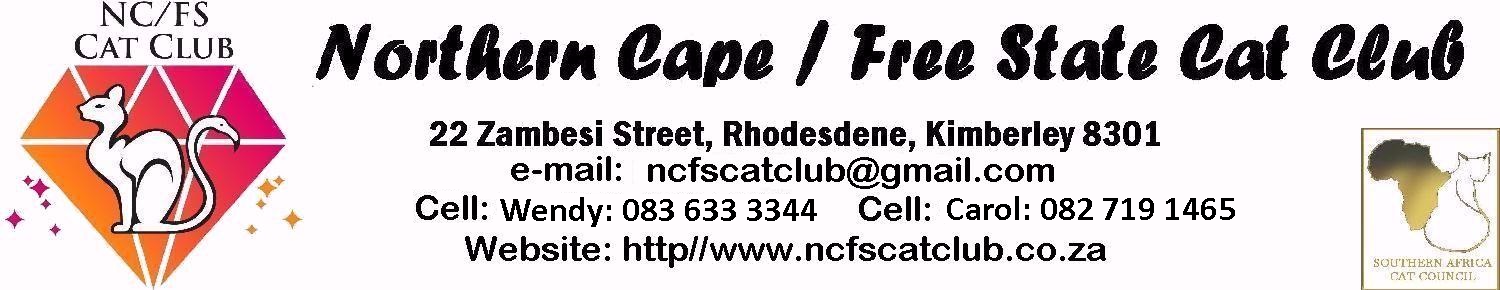 NC/FS
CAT CLUB
Northern Cape / Free State Cat Club
22 Zambesi Street, Rhodesdene, Kimberley 8301
e-mail: ncfscatclub@gmail.com
Cell: Wendy: 083 633 3344 Cell: Carol: 082 719 1465
Website: http//www.ncfscatclub.co.za
SOUTHERN AFRICA
CAT COUNCIL